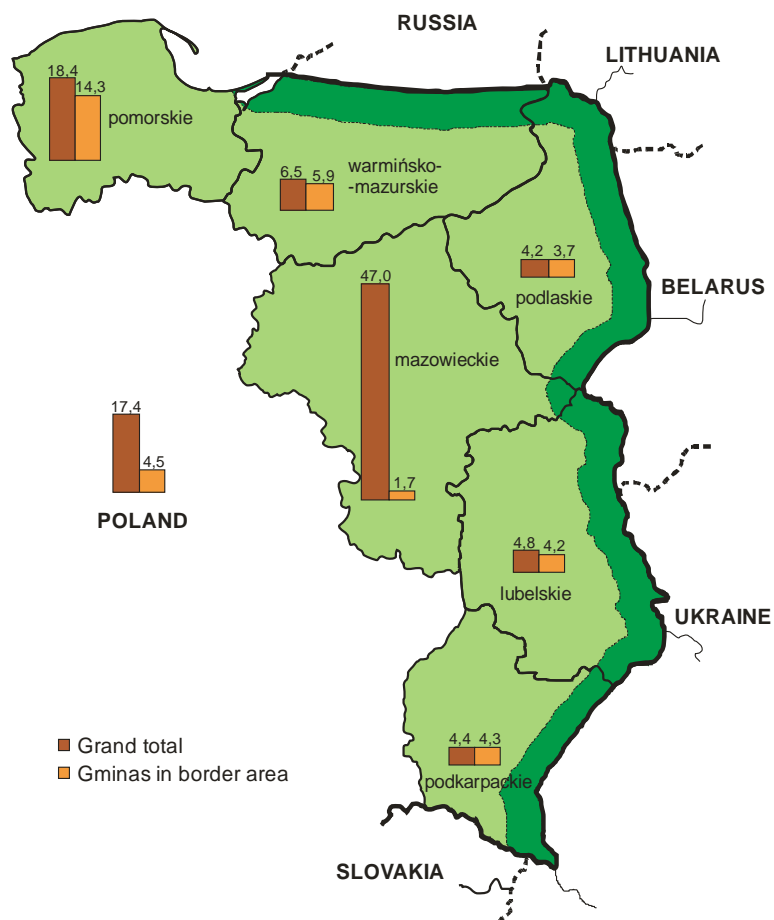 RUSSIA
LITHUANIA
18,4
14,3
pomorskie
warmińsko-
-mazurskie
6,5
5,9
4,2
3,7
podlaskie
BELARUS
47,0
mazowieckie
1,7
17,4
4,5
POLAND
4,8
4,2
lubelskie
UKRAINE
4,4
4,3
podkarpackie
Grand total
Gminas in border area
SLOVAKIA